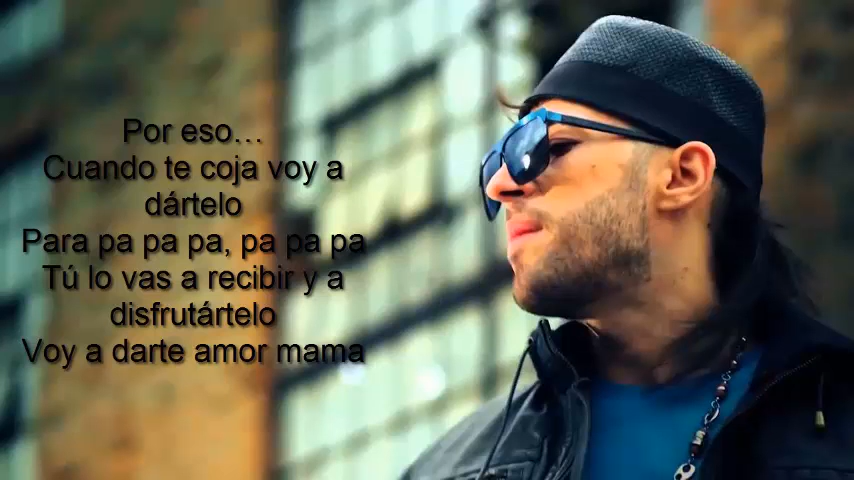 Por eso…
Cuando te coja voy a
dártelo
Para pa pa pa, pa pa pa
Tú lo vas a recibir y a
disfrutártelo
Voy a darte amor mama